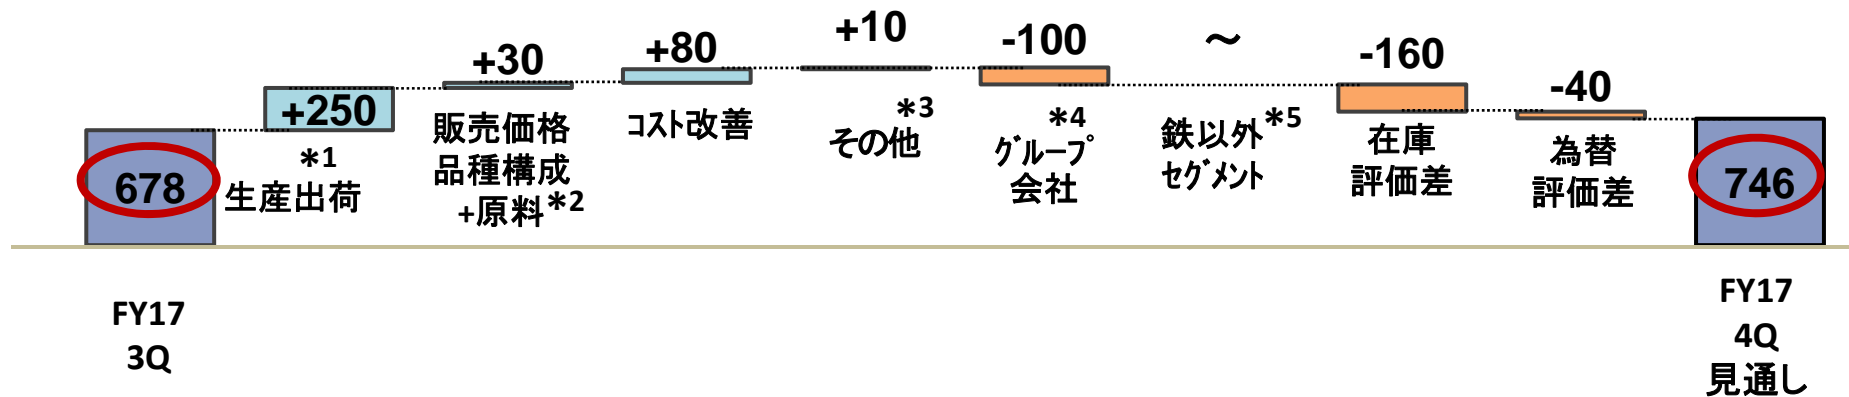 678
FY17
3Q
+250
*1
生産出荷
+30
販売価格
品種構成
+原料*2
+80
ｺｽﾄ改善
+10
*3
その他
-100
*4
ｸﾞﾙｰﾌﾟ
会社
～
鉄以外*5
ｾｸﾞﾒﾝﾄ
-160
在庫
評価差
-40
為替
評価差
746
FY17
4Q
見通し